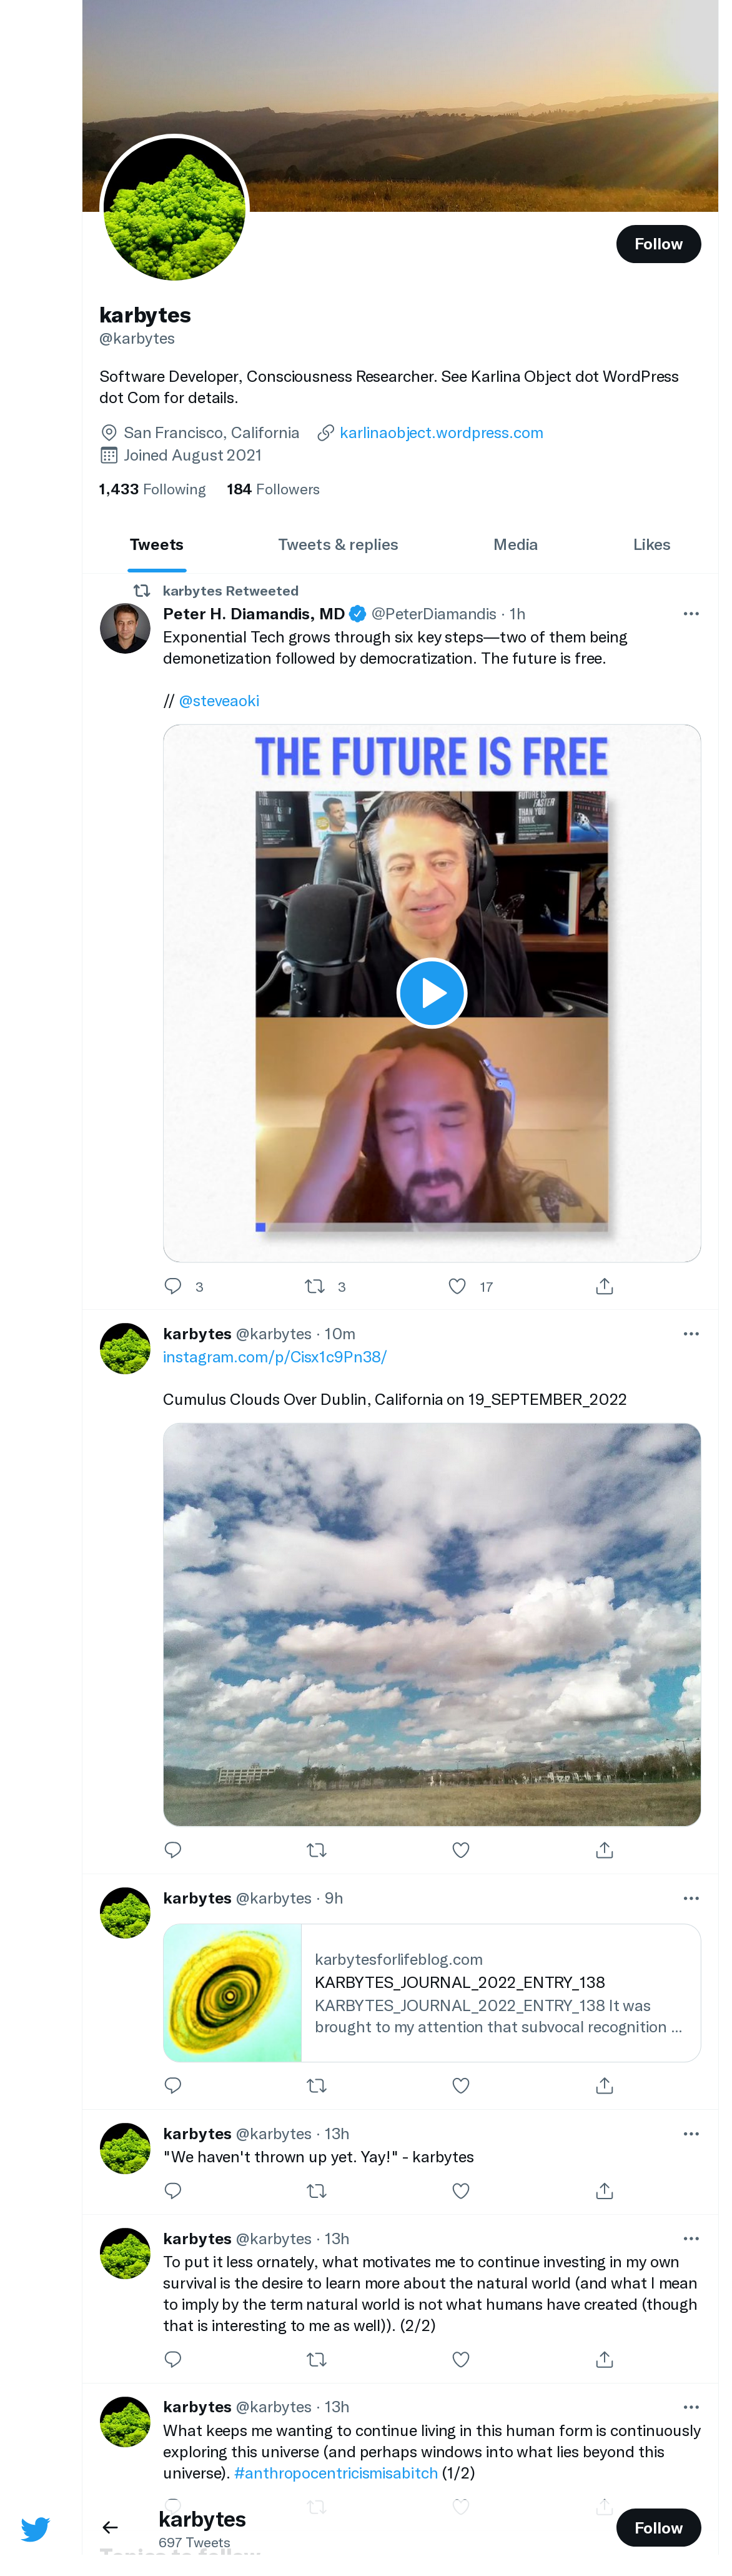 Follow
karbytes
@karbytes
Software Developer, Consciousness Researcher. See Karlina Object dot WordPress
dot Com for details.
San Francisco, California karlinaobject.wordpress.com
Joined August 2021
1,433 Following 184 Followers
Tweets Tweets & replies Media Likes
karbytes Retweeted
Peter H. Diamandis, MD @PeterDiamandis · 1h
Exponential Tech grows through six key steps—two of them being
demonetization followed by democratization. The future is free.
// @steveaoki
THE FUTURE IS FREE
FUTURE IS
FASTER
THAN YOU
THINK
3 3 17
karbytes @karbytes · 10m
instagram.com/p/Cisx1c9Pn38/
Cumulus Clouds Over Dublin, California on 19_SEPTEMBER_2022
karbytes @karbytes · 9h
karbytesforlifeblog.com
KARBYTES_JOURNAL_2022_ENTRY_138
KARBYTES_JOURNAL_2022_ENTRY_138 It was
brought to my attention that subvocal recognition ...
karbytes @karbytes · 13h
"We haven't thrown up yet. Yay!" - karbytes
karbytes @karbytes · 13h
To put it less ornately, what motivates me to continue investing in my own
survival is the desire to learn more about the natural world (and what I mean
to imply by the term natural world is not what humans have created (though
that is interesting to me as well)). (2/2)
karbytes @karbytes · 13h
What keeps me wanting to continue living in this human form is continuously
exploring this universe (and perhaps windows into what lies beyond this
universe). #anthropocentricismisabitch (1/2)
karbytes
697 Tweets
Follow
Topics to follow